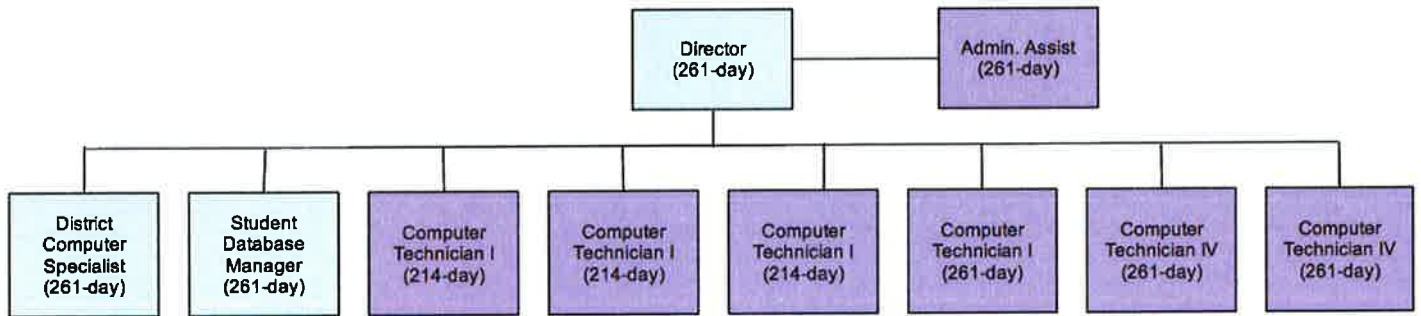 Director
(261-day)
Admin. Assist
(261-day)
District
Computer
Specialist
(261-day)
Student
Database
Manager
(261-day)
Computer
Technician I
(214-day)
Computer
Technician I
(214-day)
Computer
Technician I
(214-day)
Computer
Technician I
(261-day)
Computer
Technician IV
(261-day)
Computer
Technician IV
(261-day)